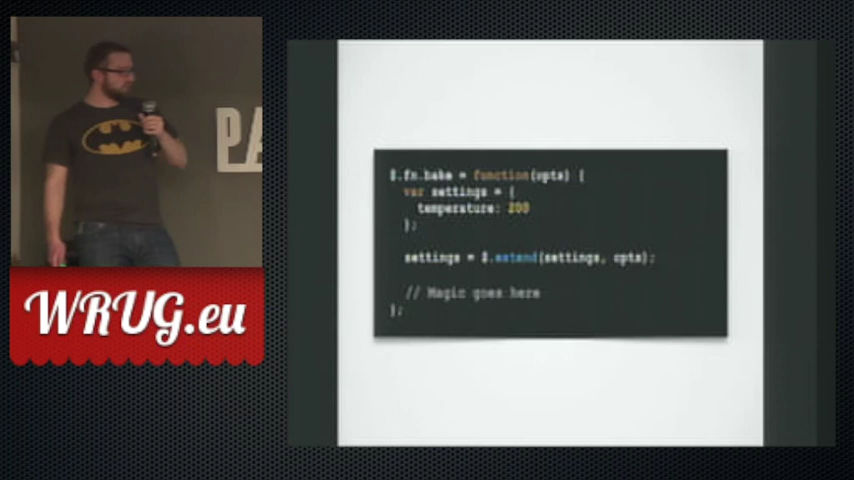 PA
WRUG.eu
$.fn.bake = function(opts) {
var settings = {
temperature: 200
};
settings = $.extend(settings, opts);
// Magic goes here
};